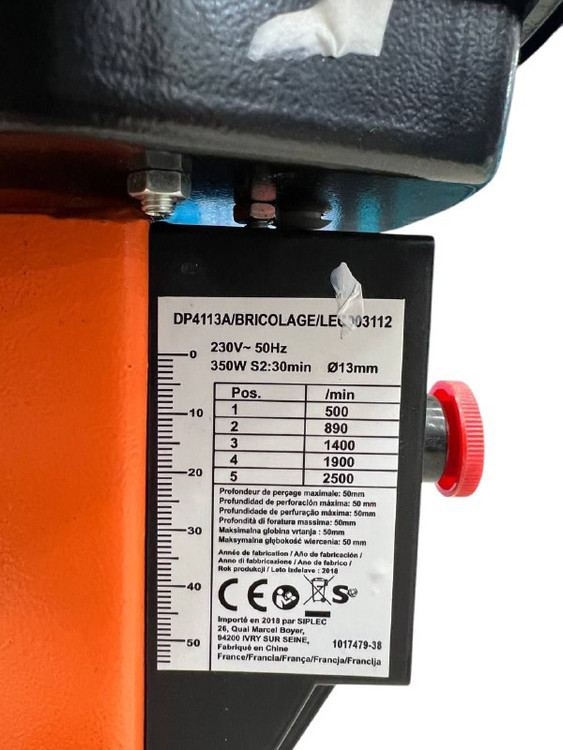 DP4113A/BRICOLAGE/LEC003112
230V~ 50Hz
350W S2:30min Ø13mm
0
10
20
30
40
50
Pos. /min
1 500
2 890
3 1400
4 1900
5 2500
Profondeur de perçage maximale: 50mm
Profundidad de perforación máxima: 50 mm
Profundidade de perfuração máxima: 50mm
Profondità di foratura massima: 50mm
Maksimalna globina vrtanja : 50mm
Maksymalna głębokość wiercenia: 50 mm
Année de fabrication / Año de fabricación /
Anno di fabbricazione / Ano de fabrico /
Rok produkcji / Leto izdelave : 2018
CE
Importé en 2018 par SIPLEC
26, Quai Marcel Boyer,
94200 IVRY SUR SEINE,
Fabriqué en Chine
1017479-38
France/Francia/França/Francja/Francija